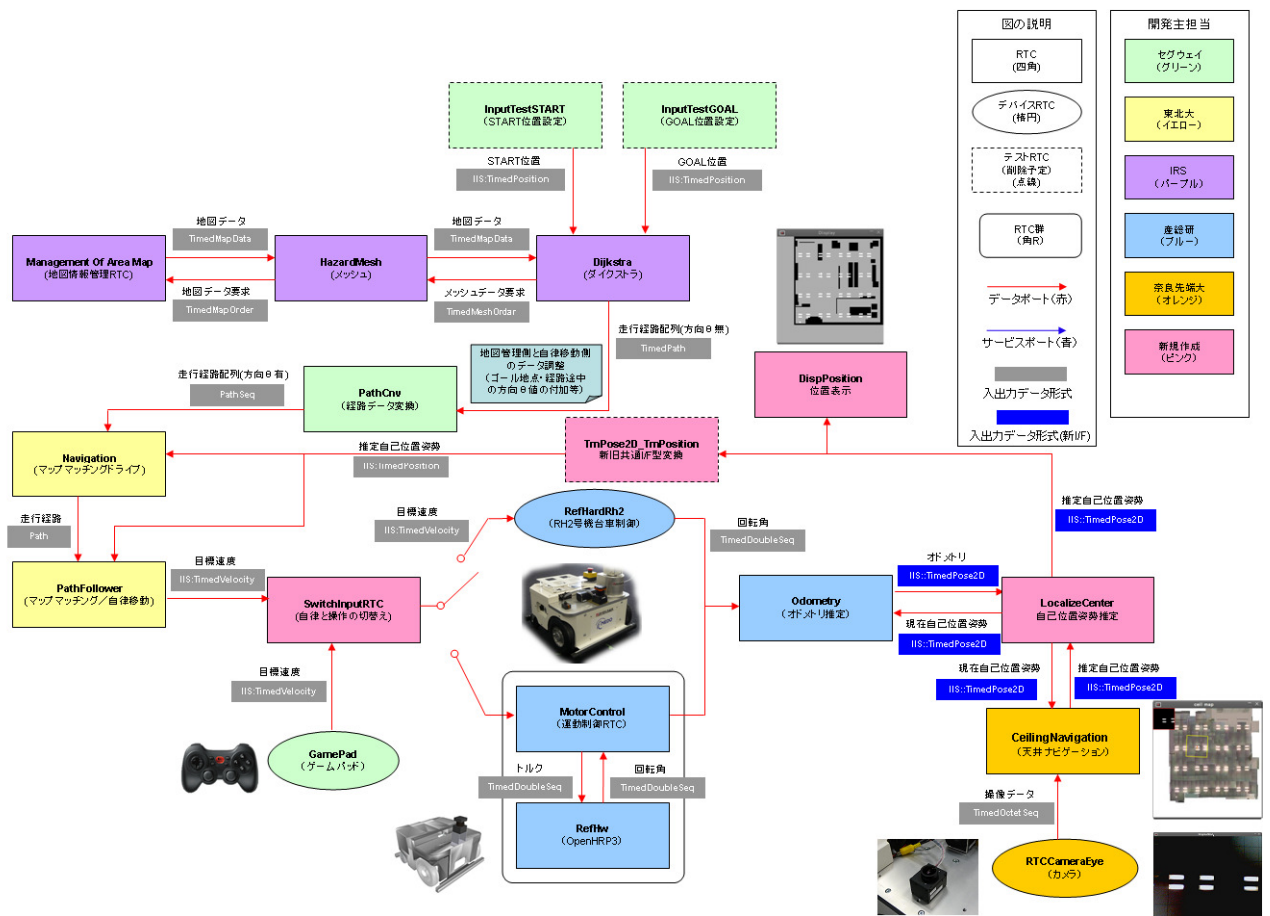 図の説明
RTC
(四角)
デバイスRTC
(楕円)
テストRTC
(削除予定)
(点線)
RTC群
(角R)
データポート(赤)
サービスポート(青)
入出力データ形式
入出力データ形式(新I/F)
開発主担当
セグウェイ
(グリーン)
東北大
(イエロー)
IRS
(パープル)
産総研
(ブルー)
奈良先端大
(オレンジ)
新規作成
(ピンク)
InputTestSTART
(START位置設定)
InputTestGOAL
(GOAL位置設定)
START位置
IIS:TimedPosition
GOAL位置
IIS:TimedPosition
地図データ
TimedMapData
地図データ
TimedMapData
Management Of Area Map
(地図情報管理RTC)
HazardMesh
(メッシュ)
Dijkstra
(ダイクストラ)
地図データ要求
TimedMapOrder
メッシュデータ要求
TimedMeshOrdar
走行経路配列(方向θ無)
TimedPath
走行経路配列(方向θ有)
PathSeq
PathCnv
(経路データ変換)
地図管理側と自律移動側
のデータ調整
(ゴール地点・経路途中
の方向θ値の付加等)
DispPosition
位置表示
Navigation
(マップマッチングドライブ)
推定自己位置姿勢
IIS:TimedPosition
TmPose2D_TmPosition
新旧共通I/F型変換
走行経路
Path
目標速度
IIS:TimedVelocity
RefHardRh2
(RH2号機台車制御)
回転角
TimedDoubleSeq
推定自己位置姿勢
IIS::TimedPose2D
PathFollower
(マップマッチング/自律移動)
目標速度
IIS:TimedVelocity
SwitchInputRTC
(自律と操作の切替え)
Odometry
(オドメトリ推定)
オドメトリ
IIS::TimedPose2D
LocalizeCenter
自己位置姿勢推定
現在自己位置姿勢
IIS::TimedPose2D
目標速度
IIS:TimedVelocity
現在自己位置姿勢
IIS::TimedPose2D
推定自己位置姿勢
IIS::TimedPose2D
MotorControl
(運動制御RTC)
CeilingNavigation
(天井ナビゲーション)
GamePad
(ゲームパッド)
トルク
TimedDoubleSeq
回転角
TimedDoubleSeq
撮像データ
TimedOctetSeq
RefHw
(OpenHRP3)
RTCCameraEye
(カメラ)